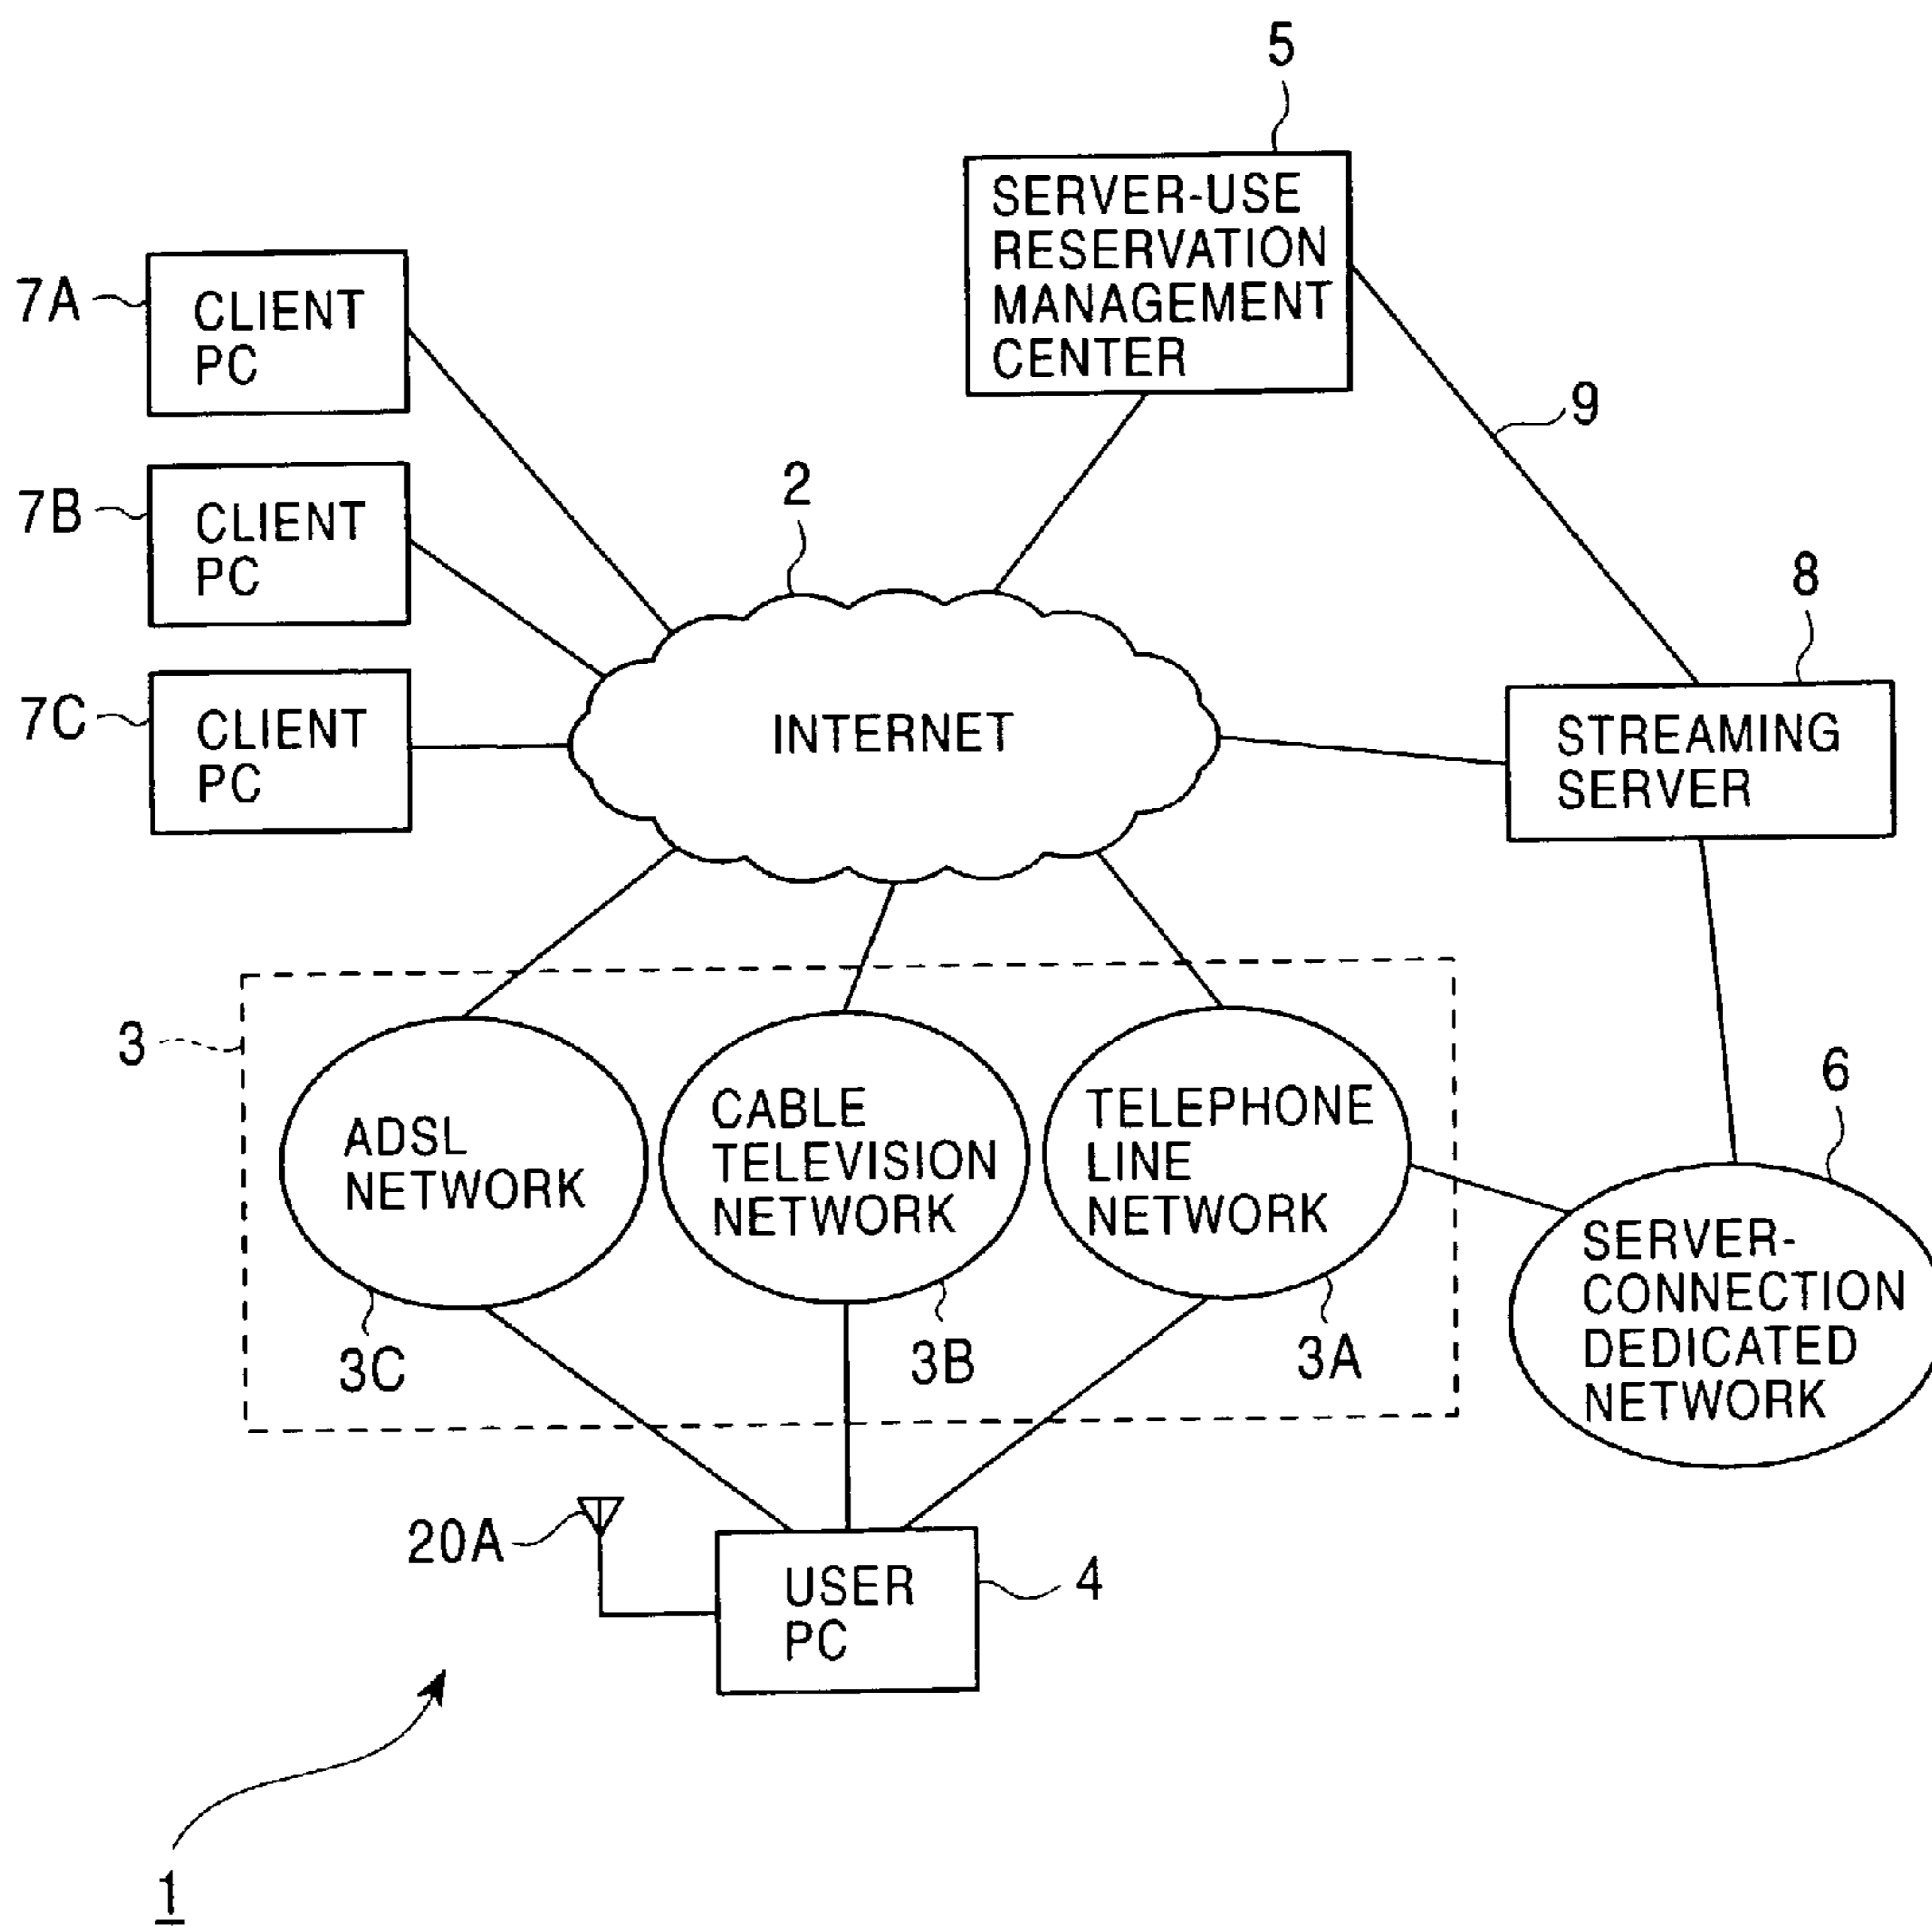 5
SERVER-USE
RESERVATION
MANAGEMENT
CENTER
7A
CLIENT
PC
9
7B
CLIENT
PC
2
8
7C
CLIENT
PC
INTERNET
STREAMING
SERVER
3
ADSL
NETWORK
CABLE
TELEVISION
NETWORK
TELEPHONE
LINE
NETWORK
6
SERVER-
CONNECTION
DEDICATED
NETWORK
3C
3B
3A
20A
USER
PC
4
1